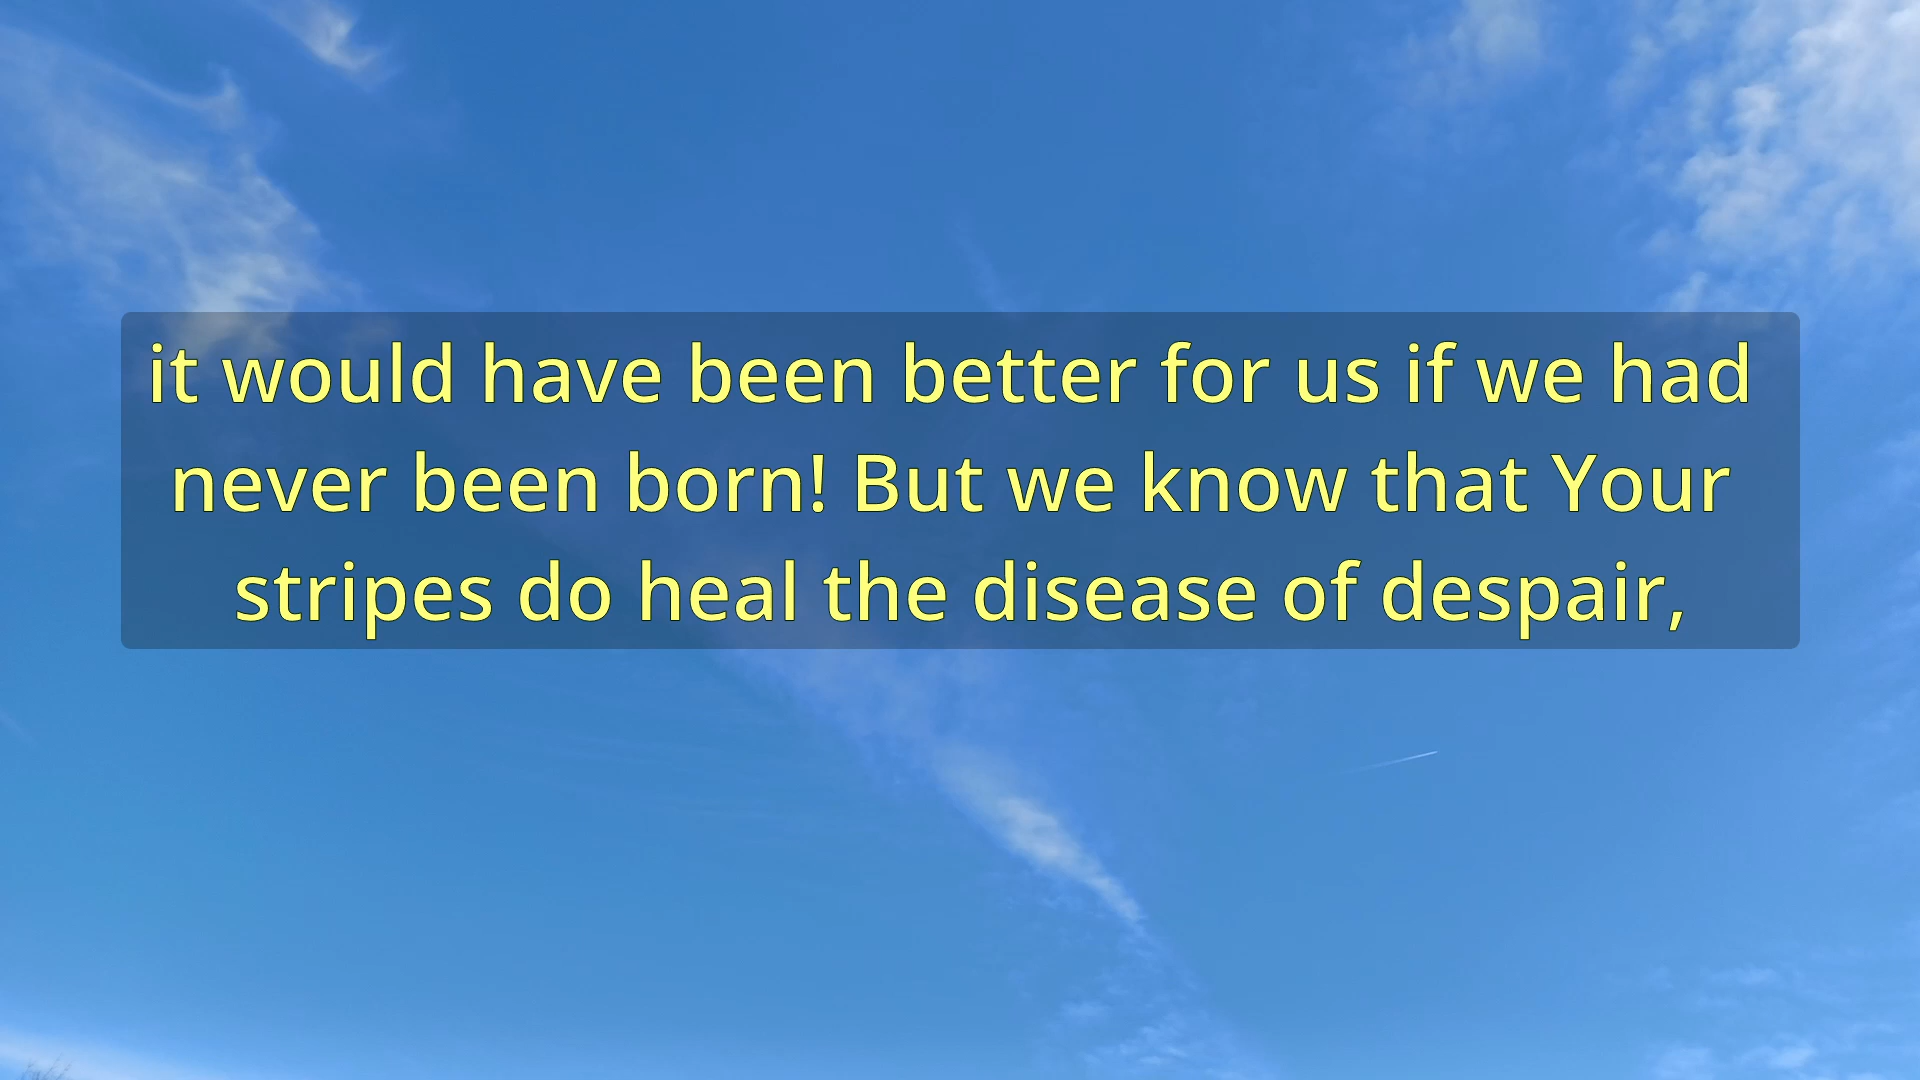 it would have been better for us if we had
never been born! But we know that Your
stripes do heal the disease of despair,